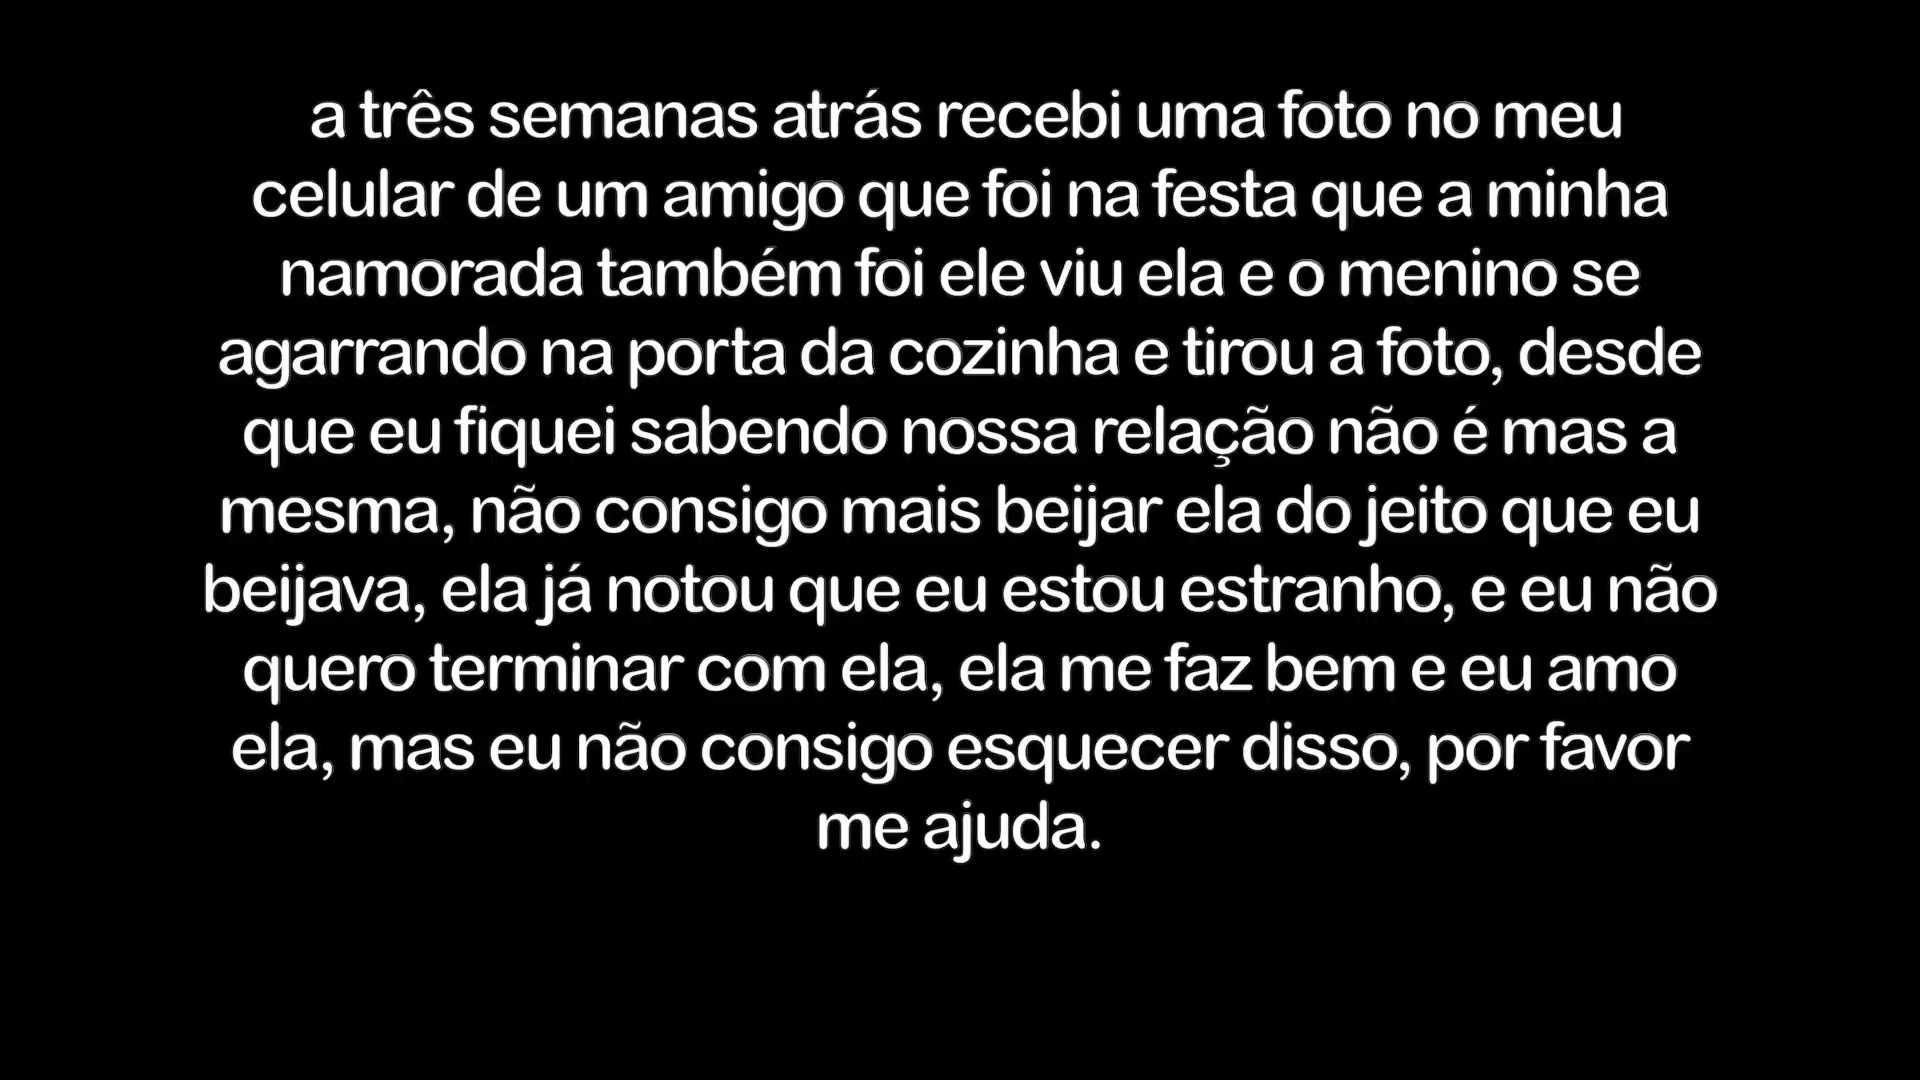 a três semanas atrás recebi uma foto no meu
celular de um amigo que foi na festa que a minha
namorada também foi ele viu ela e o menino se
agarrando na porta da cozinha e tirou a foto, desde
que eu fiquei sabendo nossa relação não é mas a
mesma, não consigo mais beijar ela do jeito que eu
beijava, ela já notou que eu estou estranho, e eu não
quero terminar com ela, ela me faz bem e eu amo
ela, mas eu não consigo esquecer disso, por favor
me ajuda.